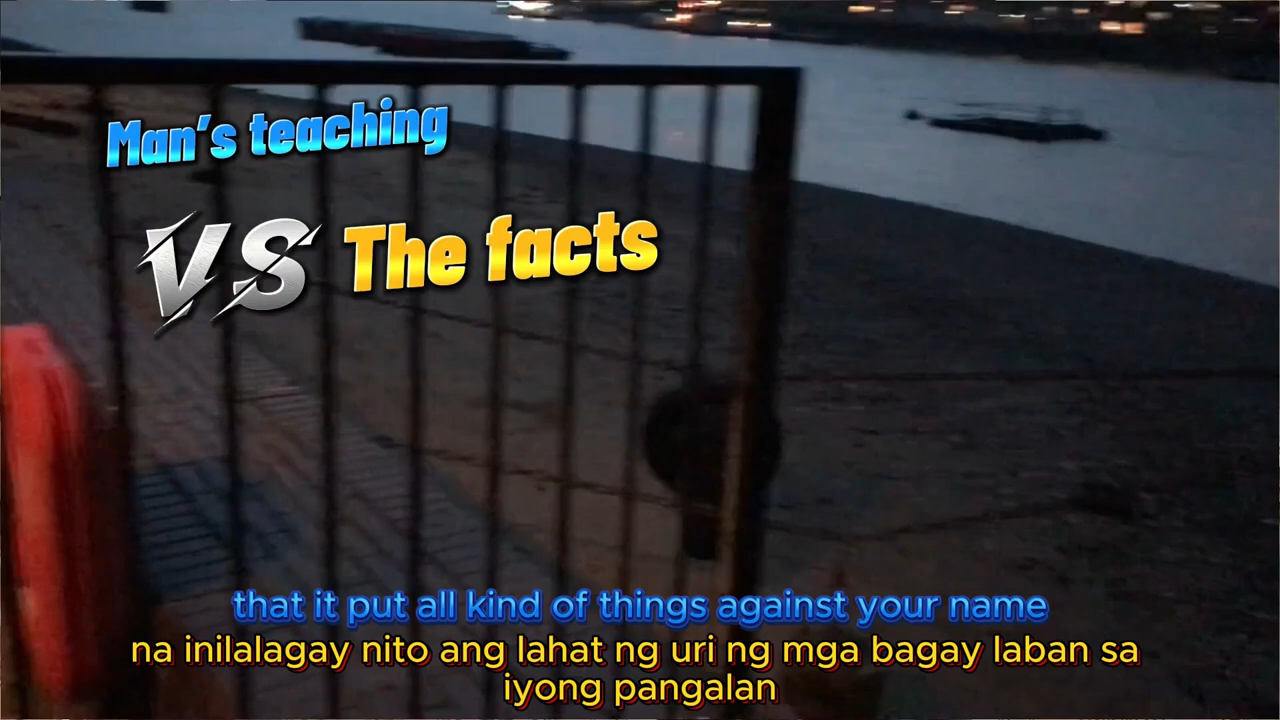 Man's teaching
VS The facts
that it put all kind of things against your name
na inilalagay nito ang lahat ng uri ng mga bagay laban sa
iyong pangalan